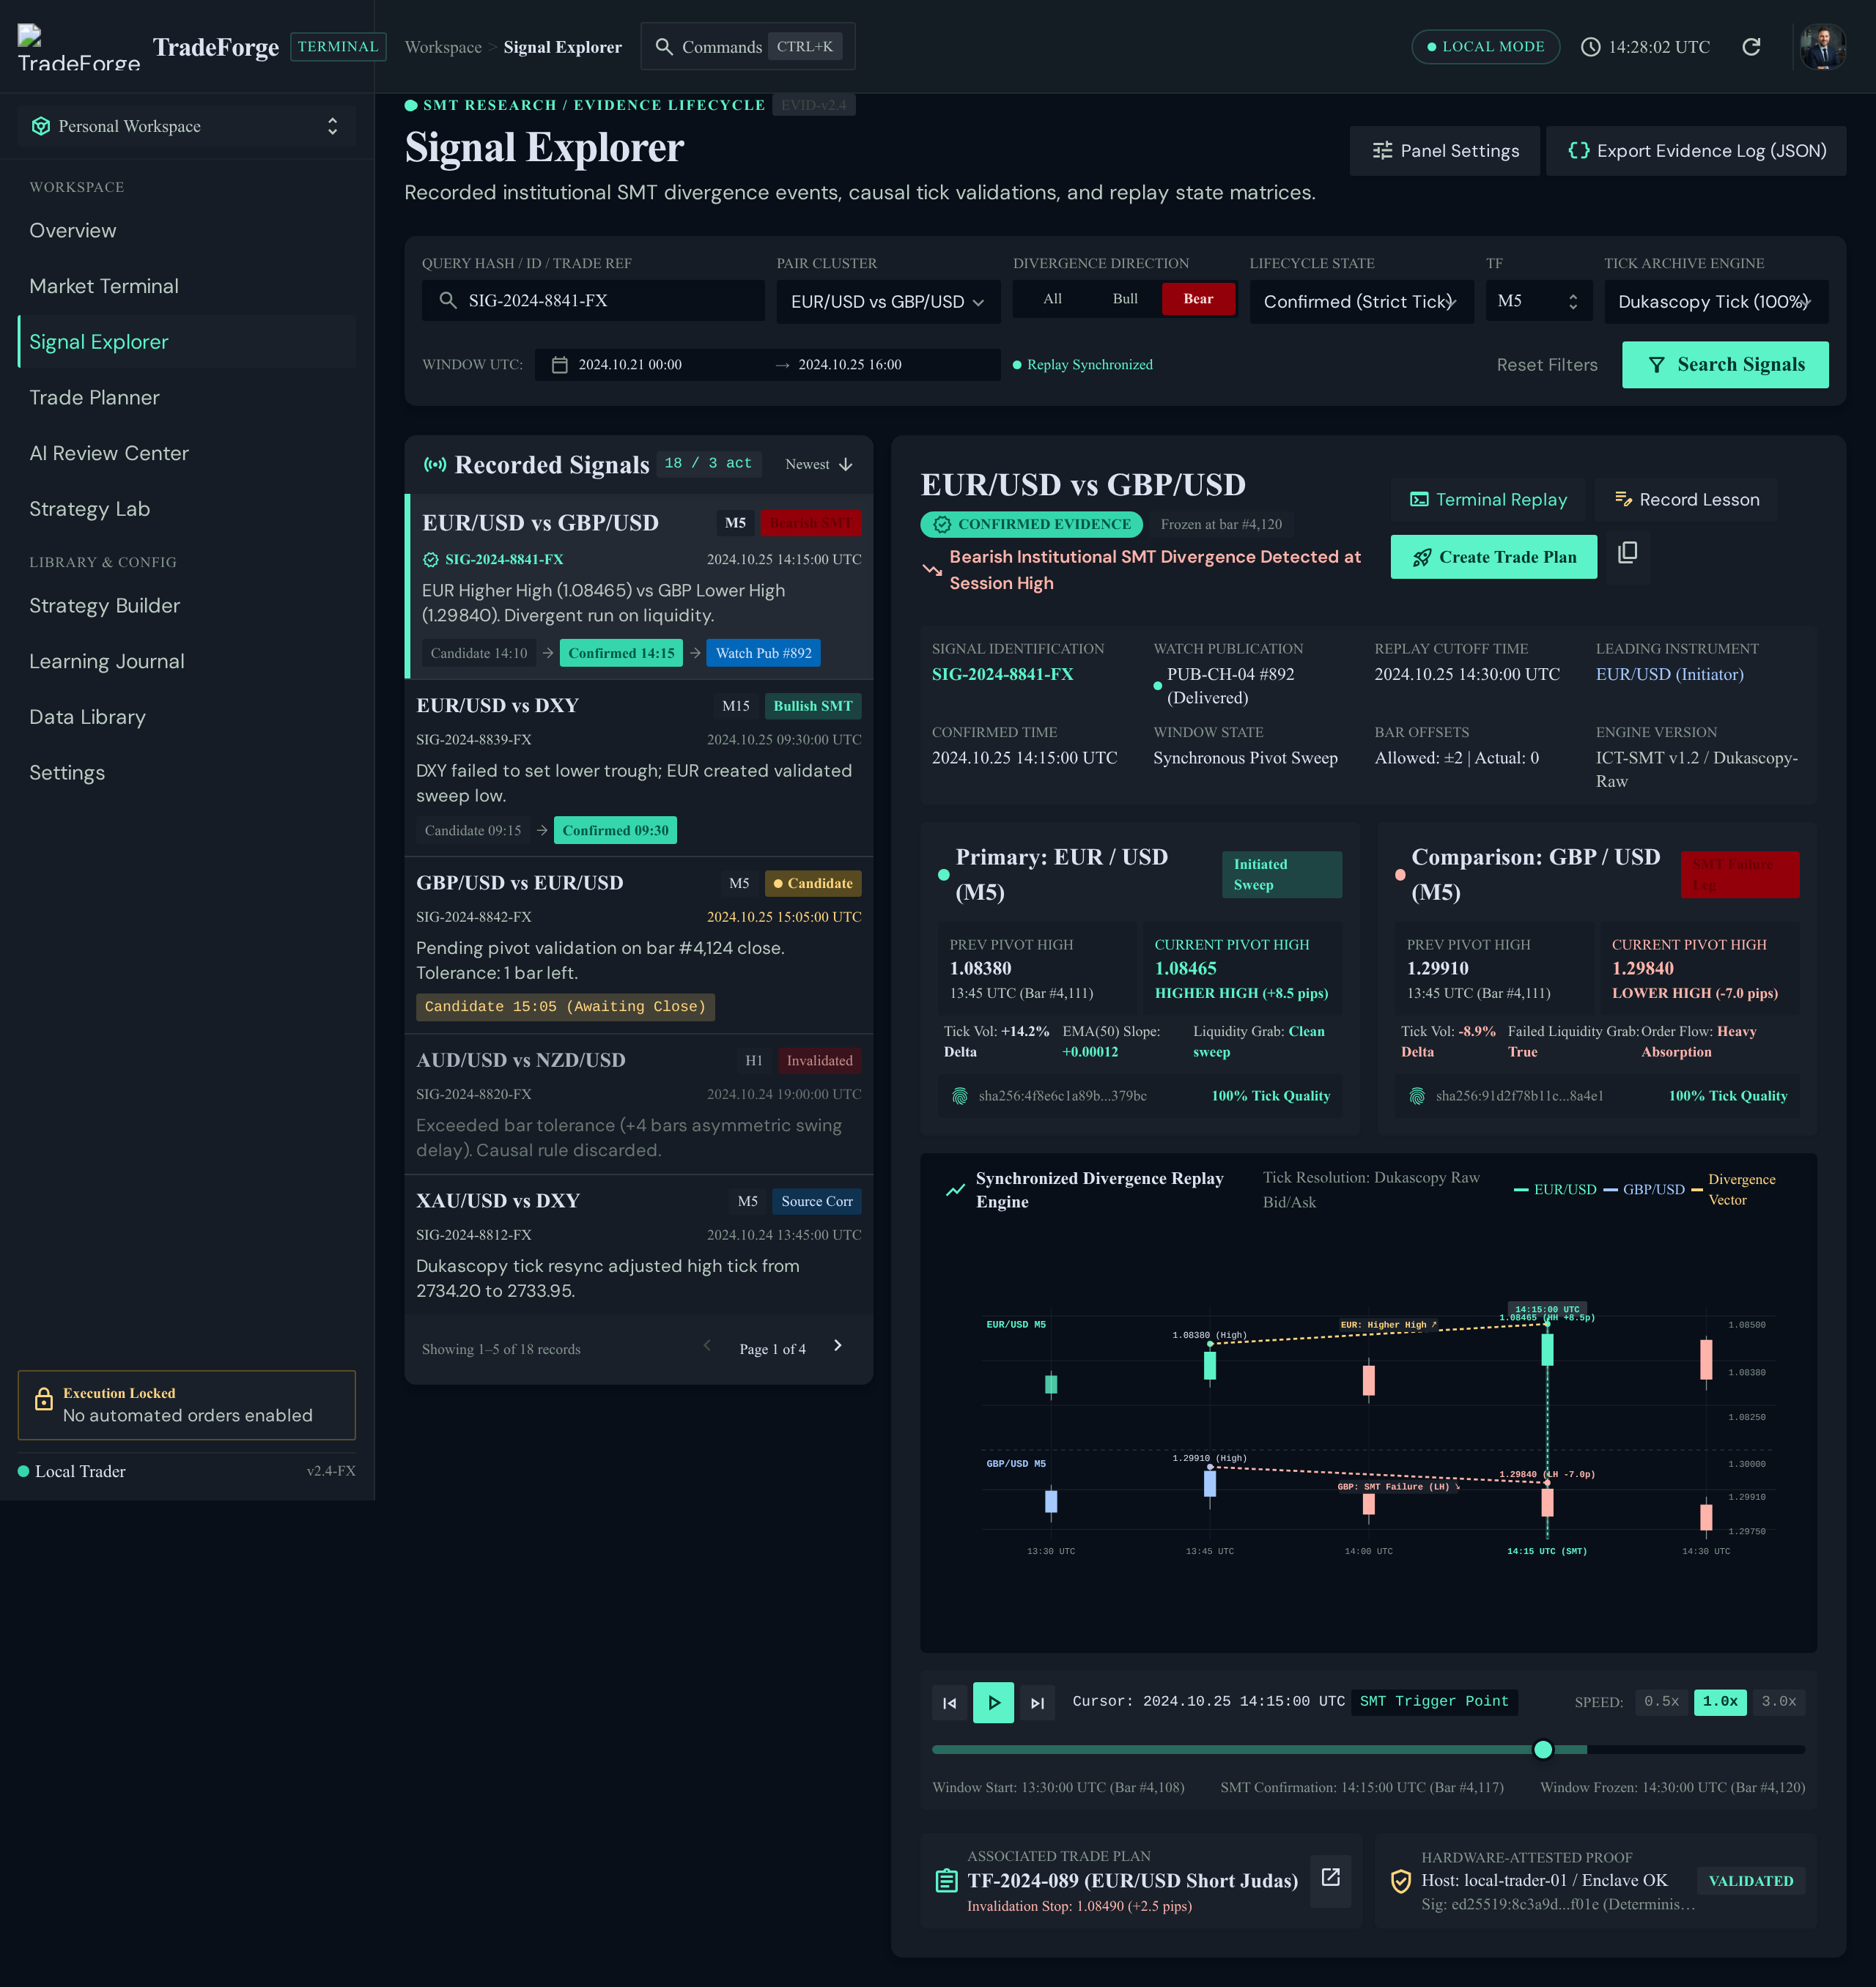 TradeForge
TradeForge
TERMINAL
Workspace > Signal Explorer
Commands CTRL+K
LOCAL MODE
14:28:02 UTC
Personal Workspace
WORKSPACE
Overview
Market Terminal
Signal Explorer
Trade Planner
AI Review Center
Strategy Lab
LIBRARY & CONFIG
Strategy Builder
Learning Journal
Data Library
Settings
Execution Locked
No automated orders enabled
Local Trader
v2.4-FX
SMT RESEARCH / EVIDENCE LIFECYCLE EVID-v2.4
Signal Explorer
Recorded institutional SMT divergence events, causal tick validations, and replay state matrices.
Panel Settings
Export Evidence Log (JSON)
QUERY HASH / ID / TRADE REF
SIG-2024-8841-FX
PAIR CLUSTER
EUR/USD vs GBP/USD
DIVERGENCE DIRECTION
All Bull Bear
LIFECYCLE STATE
Confirmed (Strict Tick)
TF
M5
TICK ARCHIVE ENGINE
Dukascopy Tick (100%)
WINDOW UTC:
2024.10.21 00:00 → 2024.10.25 16:00
Replay Synchronized
Reset Filters
Search Signals
Recorded Signals 18 / 3 act Newest
EUR/USD vs GBP/USD M5 Bearish SMT
SIG-2024-8841-FX 2024.10.25 14:15:00 UTC
EUR Higher High (1.08465) vs GBP Lower High
(1.29840). Divergent run on liquidity.
Candidate 14:10 → Confirmed 14:15 → Watch Pub #892
EUR/USD vs DXY M15 Bullish SMT
SIG-2024-8839-FX 2024.10.25 09:30:00 UTC
DXY failed to set lower trough; EUR created validated
sweep low.
Candidate 09:15 → Confirmed 09:30
GBP/USD vs EUR/USD M5 Candidate
SIG-2024-8842-FX 2024.10.25 15:05:00 UTC
Pending pivot validation on bar #4,124 close.
Tolerance: 1 bar left.
Candidate 15:05 (Awaiting Close)
AUD/USD vs NZD/USD H1 Invalidated
SIG-2024-8820-FX 2024.10.24 19:00:00 UTC
Exceeded bar tolerance (+4 bars asymmetric swing
delay). Causal rule discarded.
XAU/USD vs DXY M5 Source Corr
SIG-2024-8812-FX 2024.10.24 13:45:00 UTC
Dukascopy tick resync adjusted high tick from
2734.20 to 2733.95.
Showing 1–5 of 18 records
Page 1 of 4
EUR/USD vs GBP/USD
CONFIRMED EVIDENCE Frozen at bar #4,120
Bearish Institutional SMT Divergence Detected at
Session High
Terminal Replay
Record Lesson
Create Trade Plan
SIGNAL IDENTIFICATION
SIG-2024-8841-FX
WATCH PUBLICATION
PUB-CH-04 #892
(Delivered)
REPLAY CUTOFF TIME
2024.10.25 14:30:00 UTC
LEADING INSTRUMENT
EUR/USD (Initiator)
CONFIRMED TIME
2024.10.25 14:15:00 UTC
WINDOW STATE
Synchronous Pivot Sweep
BAR OFFSETS
Allowed: ±2 | Actual: 0
ENGINE VERSION
ICT-SMT v1.2 / Dukascopy-
Raw
Primary: EUR / USD
(M5)
Initiated
Sweep
PREV PIVOT HIGH
1.08380
13:45 UTC (Bar #4,111)
CURRENT PIVOT HIGH
1.08465
HIGHER HIGH (+8.5 pips)
Tick Vol: +14.2%
Delta
EMA(50) Slope:
+0.00012
Liquidity Grab: Clean
sweep
sha256:4f8e6c1a89b...379bc
100% Tick Quality
Comparison: GBP / USD
(M5)
SMT Failure
Leg
PREV PIVOT HIGH
1.29910
13:45 UTC (Bar #4,111)
CURRENT PIVOT HIGH
1.29840
LOWER HIGH (-7.0 pips)
Tick Vol: -8.9%
Delta
Failed Liquidity Grab:
True
Order Flow: Heavy
Absorption
sha256:91d2f78b11c...8a4e1
100% Tick Quality
Synchronized Divergence Replay
Engine
Tick Resolution: Dukascopy Raw
Bid/Ask
EUR/USD
GBP/USD
Divergence
Vector
14:15:00 UTC
1.08465 (HH +8.5p)
EUR/USD M5
EUR: Higher High ↗
1.08500
1.08380 (High)
1.08380
1.08250
1.29910 (High)
GBP/USD M5
1.30000
1.29840 (LH -7.0p)
GBP: SMT Failure (LH) ↘
1.29910
1.29750
13:30 UTC
13:45 UTC
14:00 UTC
14:15 UTC (SMT)
14:30 UTC
Cursor: 2024.10.25 14:15:00 UTC SMT Trigger Point
SPEED: 0.5x 1.0x 3.0x
Window Start: 13:30:00 UTC (Bar #4,108)
SMT Confirmation: 14:15:00 UTC (Bar #4,117)
Window Frozen: 14:30:00 UTC (Bar #4,120)
ASSOCIATED TRADE PLAN
TF-2024-089 (EUR/USD Short Judas)
Invalidation Stop: 1.08490 (+2.5 pips)
HARDWARE-ATTESTED PROOF
Host: local-trader-01 / Enclave OK
Sig: ed25519:8c3a9d...f01e (Determinis…
VALIDATED